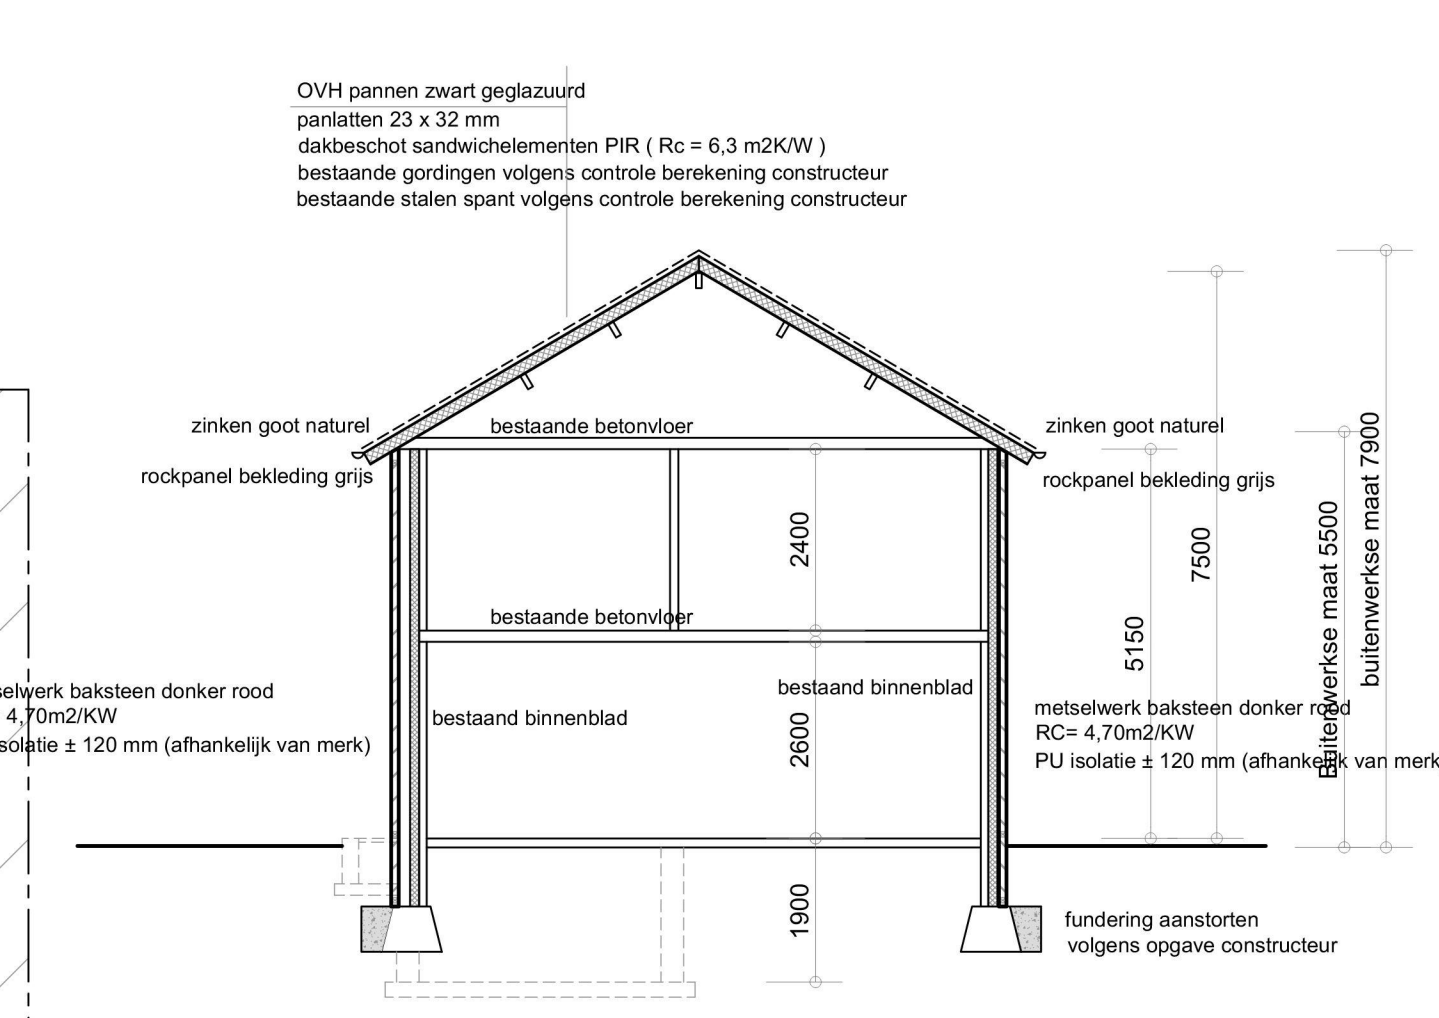 OVH pannen zwart geglazuurd
panlatten 23 x 32 mm
dakbeschot sandwichelementen PIR ( Rc = 6,3 m2K/W )
bestaande gordingen volgens controle berekening constructeur
bestaande stalen spant volgens controle berekening constructeur
zinken goot naturel
bestaande betonvloer
zinken goot naturel
rockpanel bekleding grijs
rockpanel bekleding grijs
2400
7500
Buitenwerkse maat 5500
buitenwerkse maat 7900
bestaande betonvloer
5150
bestaand binnenblad
bestaand binnenblad
2600
selwerk baksteen donker rood
4,70m2/KW
solatie ± 120 mm (afhankelijk van merk)
metselwerk baksteen donker rood
RC= 4,70m2/KW
PU isolatie ± 120 mm (afhankelijk van merk
1900
fundering aanstorten
volgens opgave constructeur